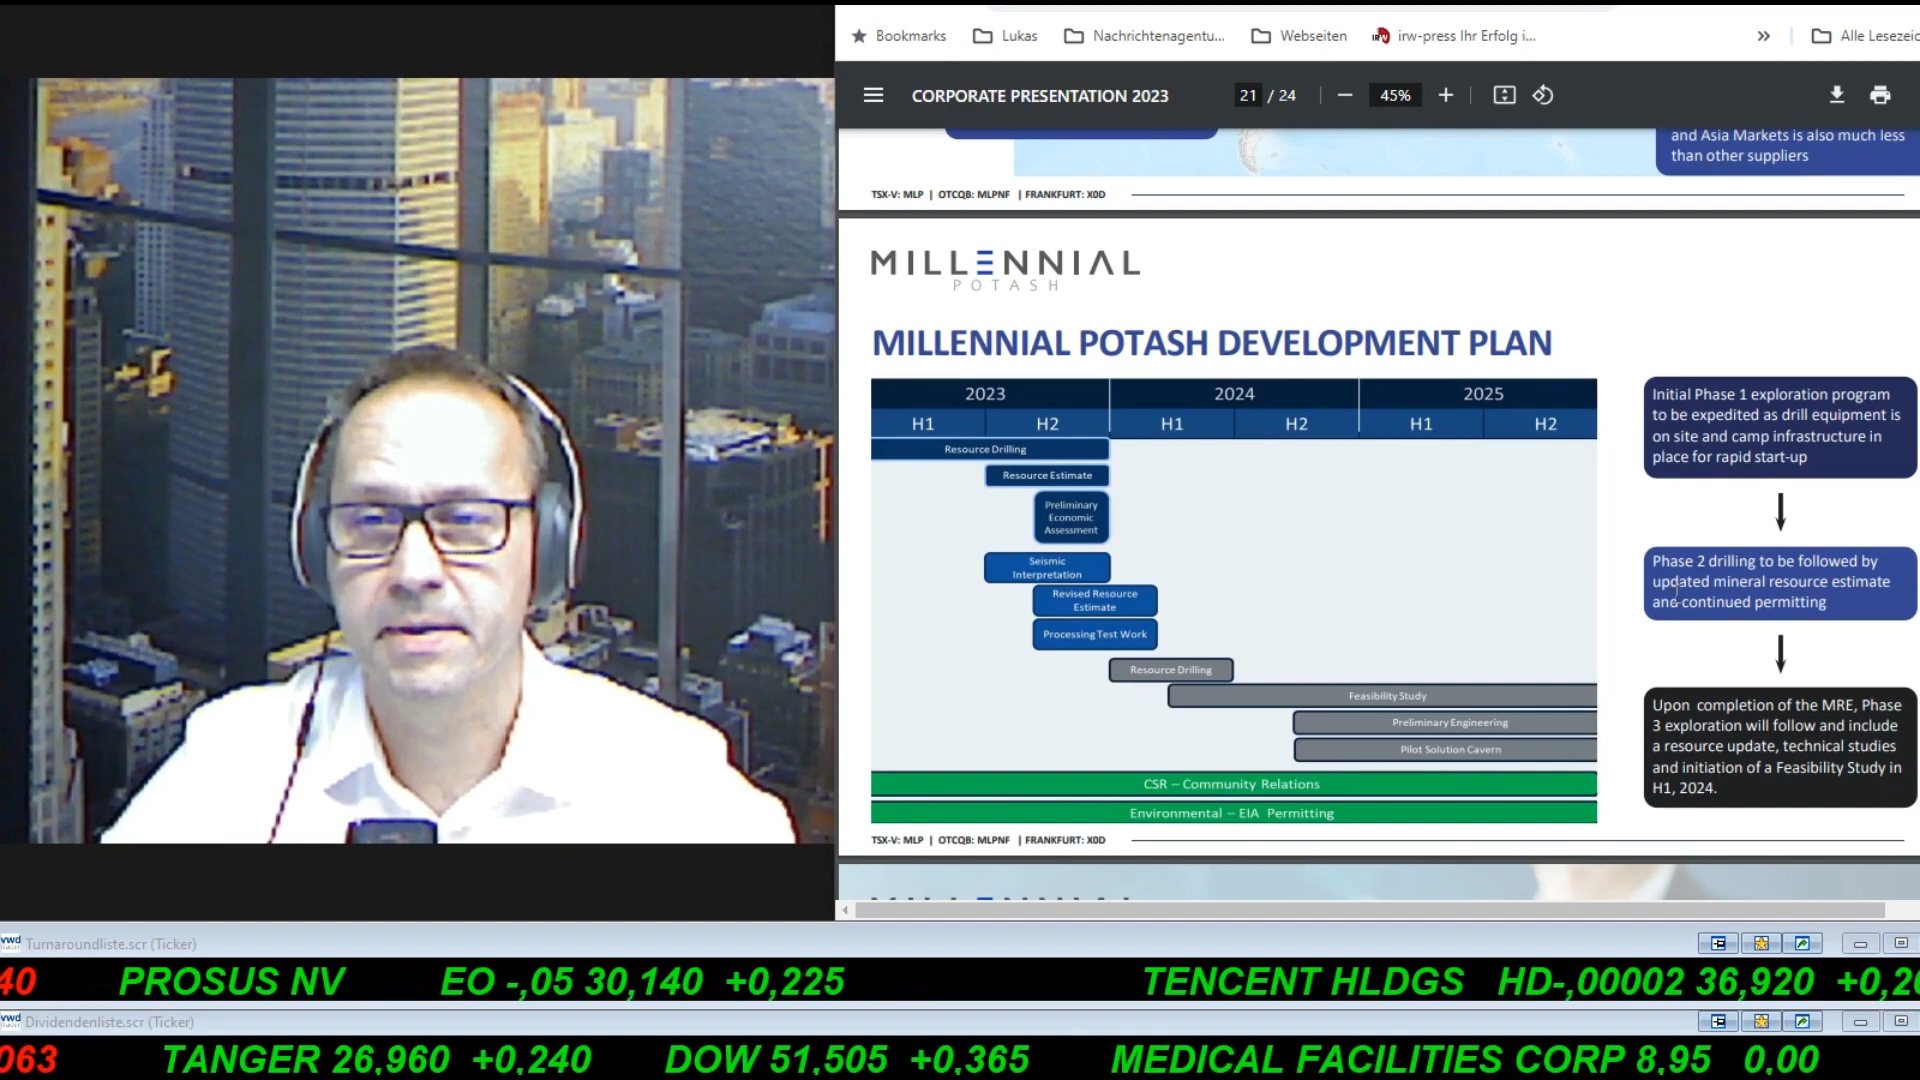 Bookmarks
Lukas
Nachrichtenagentu...
Webseiten
irw-press Ihr Erfolg i...
»
Alle Lesezeic
CORPORATE PRESENTATION 2023
21 / 24
45%
and Asia Markets is also much less
than other suppliers
TSX-V: MLP | OTCQB: MLPNF | FRANKFURT: X0D
MILLENNIAL
POTASH
MILLENNIAL POTASH DEVELOPMENT PLAN
2023 2024 2025
H1 H2 H1 H2 H1 H2
Resource Drilling
Resource Estimate
Preliminary
Economic
Assessment
Seismic
Interpretation
Revised Resource
Estimate
Processing Test Work
Resource Drilling
Feasibility Study
Preliminary Engineering
Pilot Solution Cavern
CSR – Community Relations
Environmental – EIA Permitting
Initial Phase 1 exploration program
to be expedited as drill equipment is
on site and camp infrastructure in
place for rapid start-up
Phase 2 drilling to be followed by
updated mineral resource estimate
and continued permitting
Upon completion of the MRE, Phase
3 exploration will follow and include
a resource update, technical studies
and initiation of a Feasibility Study in
H1, 2024.
TSX-V: MLP | OTCQB: MLPNF | FRANKFURT: X0D
vwd Turnaroundliste.scr (Ticker)
40 PROSUS NV EO -,05 30,140 +0,225 TENCENT HLDGS HD-,00002 36,920 +0,20
vwd Dividendenliste.scr (Ticker)
063 TANGER 26,960 +0,240 DOW 51,505 +0,365 MEDICAL FACILITIES CORP 8,95 0,00